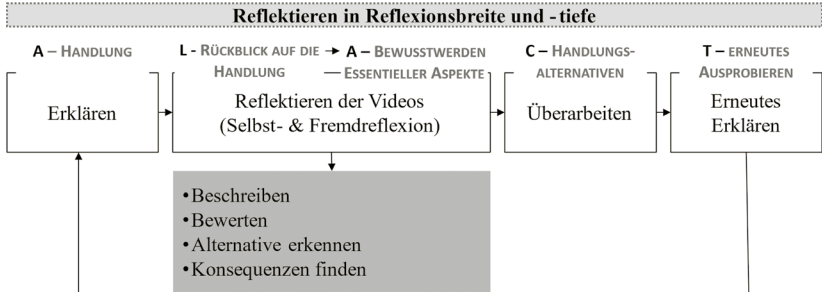 Reflektieren in Reflexionsbreite und -tiefe
A – HANDLUNG
L - RÜCKBLICK AUF DIE HANDLUNG
A – BEWUSSTWERDEN ESSENTIELLER ASPEKTE
C – HANDLUNGS-
ALTERNATIVEN
T – ERNEUTES
AUSPROBIEREN
Erklären
Reflektieren der Videos
(Selbst- & Fremdreflexion)
Überarbeiten
Erneutes
Erklären
•Beschreiben
•Bewerten
•Alternative erkennen
•Konsequenzen finden